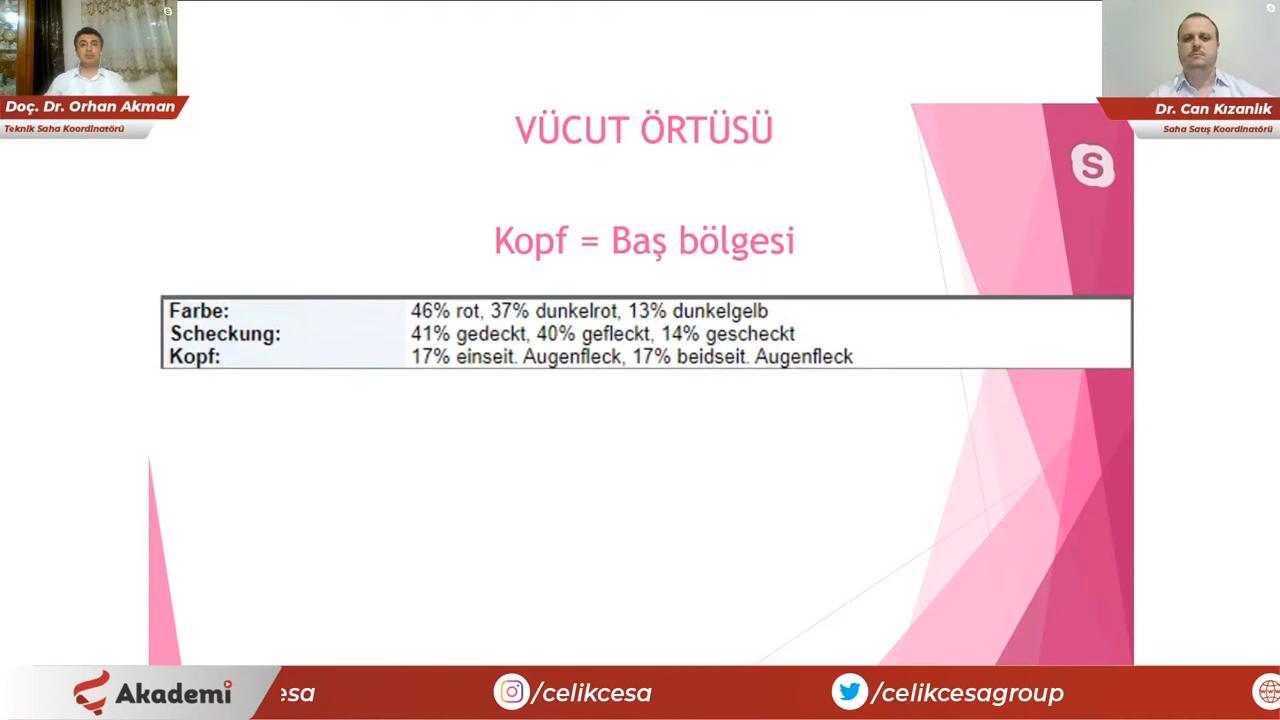 Doç. Dr. Orhan Akman
Teknik Saha Koordinatörü
Dr. Can Kızanlık
Saha Satış Koordinatörü
VÜCUT ÖRTÜSÜ
S
Kopf = Baş bölgesi
Farbe: 46% rot, 37% dunkelrot, 13% dunkelgelb
Scheckung: 41% gedeckt, 40% gefleckt, 14% gescheckt
Kopf: 17% einseit. Augenfleck, 17% beidseit. Augenfleck
Akademi
esa
/celikcesa
/celikcesagroup